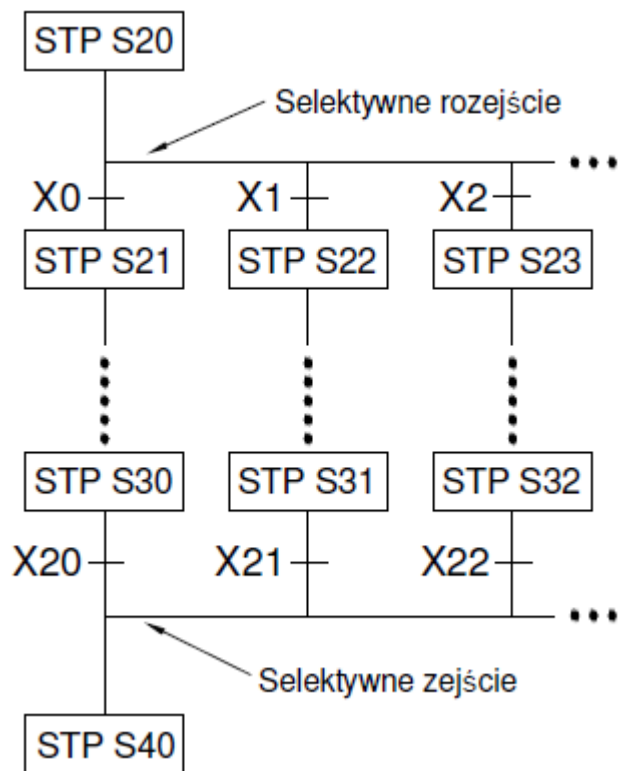 STP S20
Selektywne rozejście
X0 X1 X2
STP S21 STP S22 STP S23
STP S30 STP S31 STP S32
X20 X21 X22
Selektywne zejście
STP S40